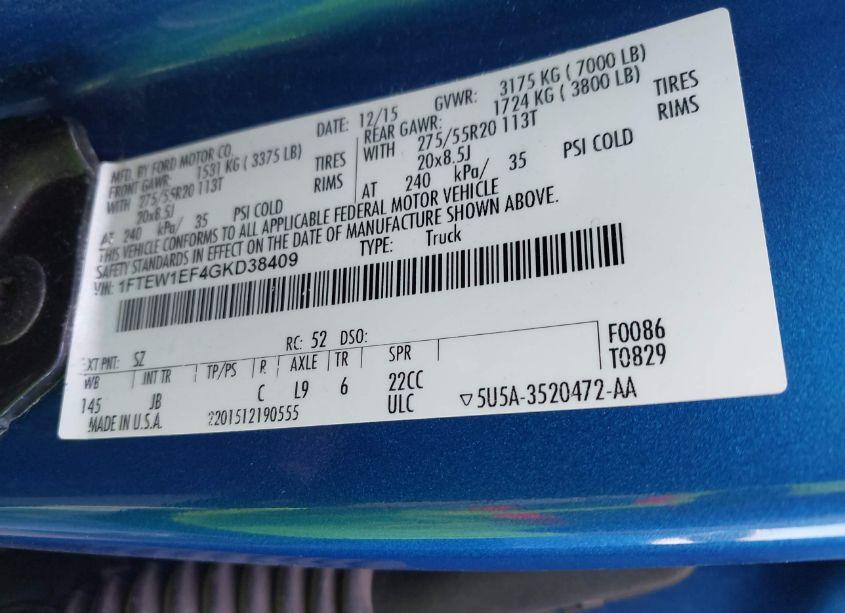 MFD. BY FORD MOTOR CO.
DATE: 12/15 GVWR: 3175 KG ( 7000 LB)
FRONT GAWR: 1531 KG ( 3375 LB) REAR GAWR: 1724 KG ( 3800 LB)
WITH 275/55R20 113T TIRES WITH 275/55R20 113T TIRES
20x8.5J RIMS 20x8.5J RIMS
AT 240 kPa/ 35 PSI COLD AT 240 kPa/ 35 PSI COLD
THIS VEHICLE CONFORMS TO ALL APPLICABLE FEDERAL MOTOR VEHICLE
SAFETY STANDARDS IN EFFECT ON THE DATE OF MANUFACTURE SHOWN ABOVE.
VIN: 1FTEW1EF4GKD38409 TYPE: Truck
EXT PNT: SZ RC: 52 DSO: F0086
WB INT TR TP/PS R AXLE TR SPR T0829
145 JB C L9 6 22CC
ULC ▽5U5A-3520472-AA
MADE IN U.S.A. 201512190555